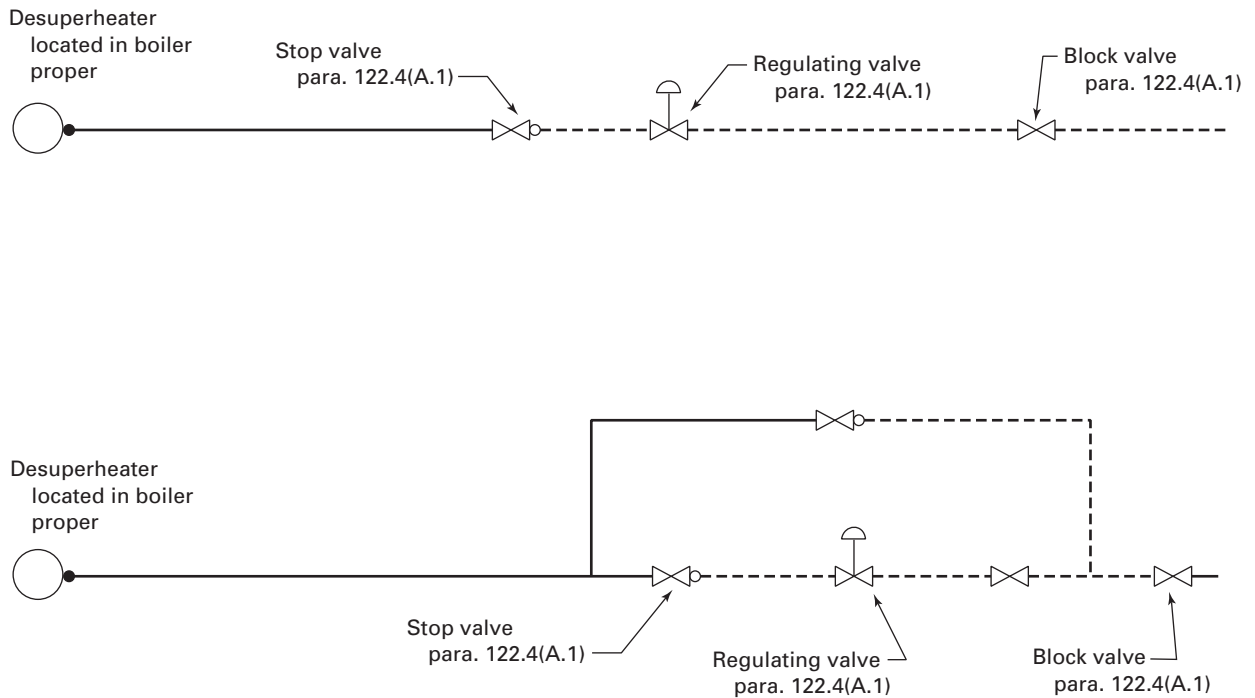 Desuperheater
located in boiler
proper
Stop valve
para. 122.4(A.1)
Regulating valve
para. 122.4(A.1)
Block valve
para. 122.4(A.1)
Desuperheater
located in boiler
proper
Stop valve
para. 122.4(A.1)
Regulating valve
para. 122.4(A.1)
Block valve
para. 122.4(A.1)